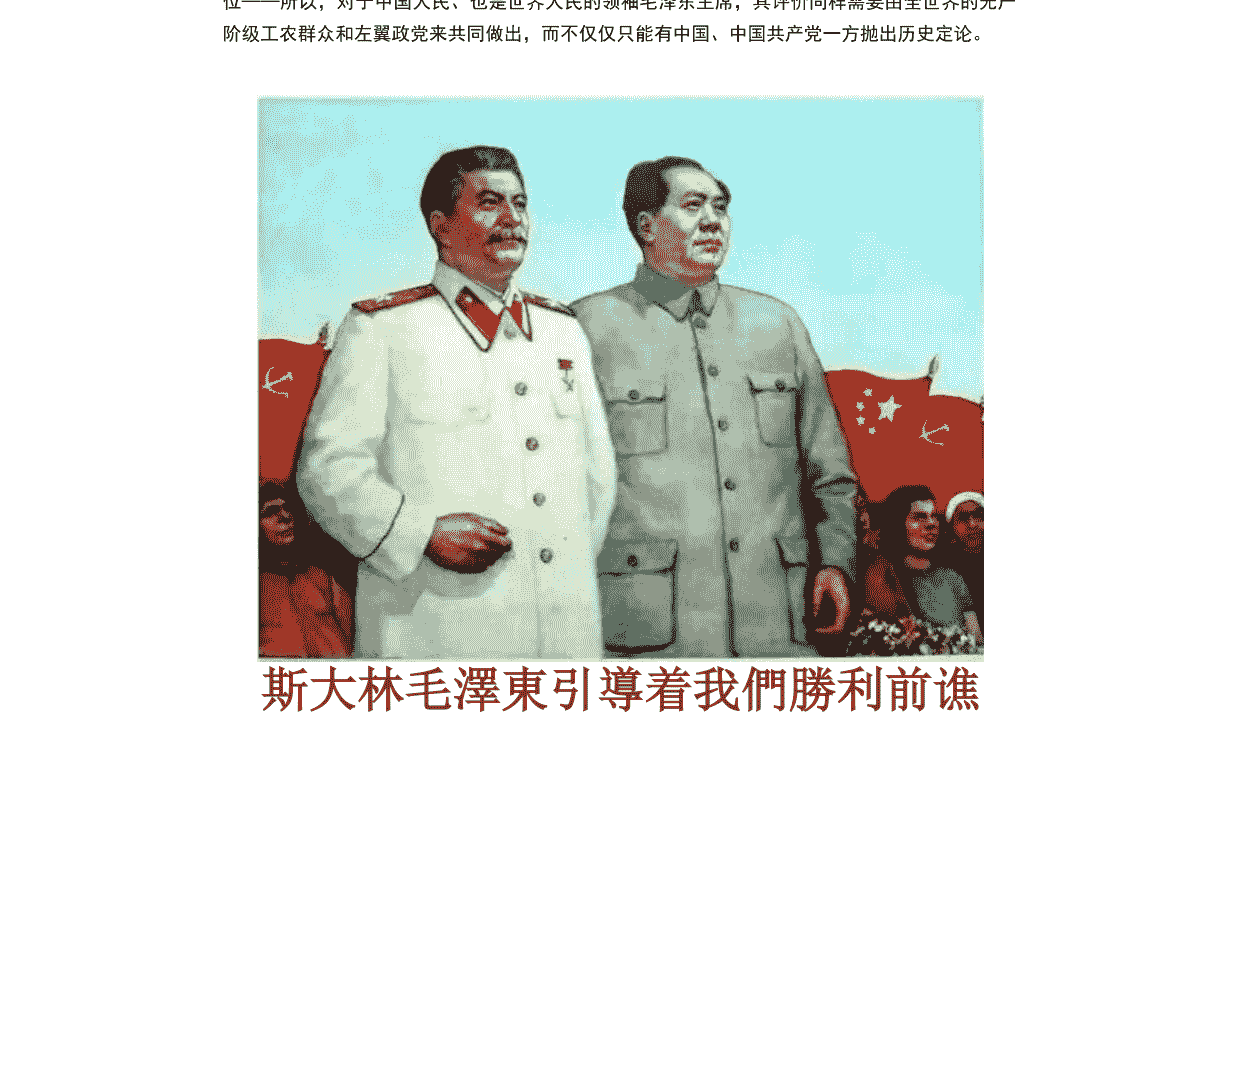 位——所以，对于中国人民、也是世界人民的领袖毛泽东主席，其评价同样需要由全世界的无产
阶级工农群众和左翼政党来共同做出，而不仅仅只能有中国、中国共产党一方抛出历史定论。
斯大林毛澤東引導着我們勝利前谯